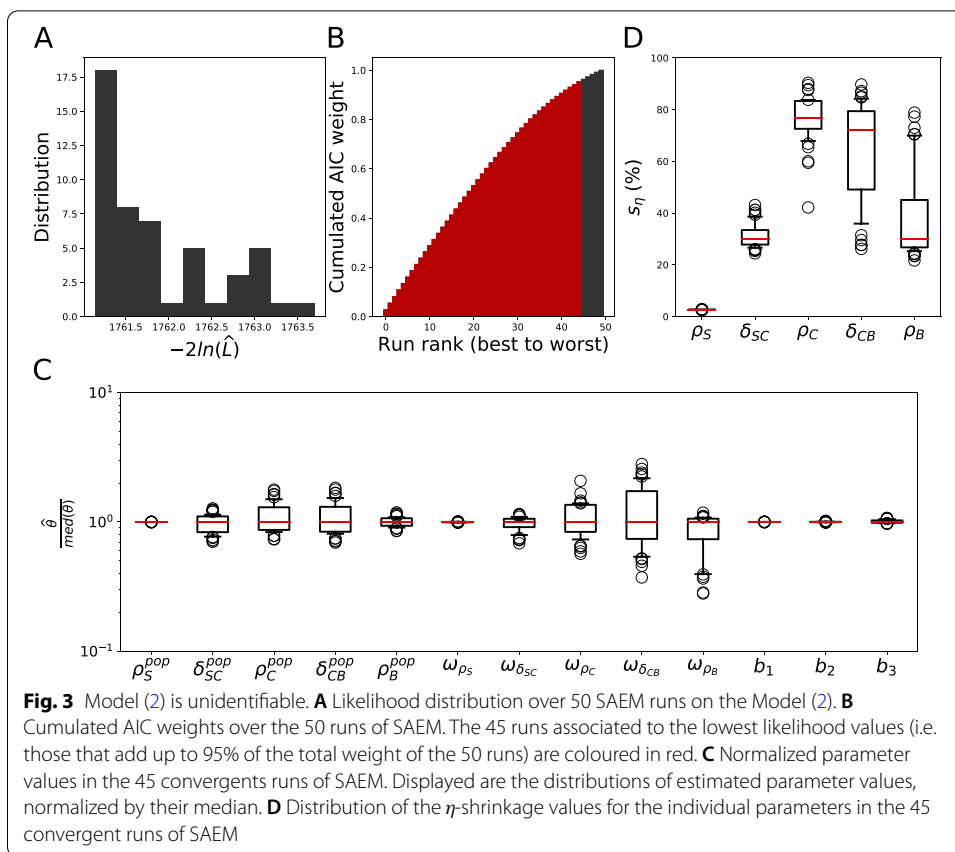 A
17.5
15.0
12.5
10.0
7.5
5.0
2.5
0.0
Distribution
1761.5 1762.0 1762.5 1763.0 1763.5
−2ln(L̂)
B
1.0
0.8
0.6
0.4
0.2
0.0
Cumulated AIC weight
0 10 20 30 40 50
Run rank (best to worst)
D
100
80
60
40
20
0
s_η (%)
ρ_S δ_SC ρ_C δ_CB ρ_B
C
10^1
10^0
10^−1
θ̂
med(θ)
ρ_S^pop δ_SC^pop ρ_C^pop δ_CB^pop ρ_B^pop ω_ρ_S ω_δ_SC ω_ρ_C ω_δ_CB ω_ρ_B b_1 b_2 b_3
Fig. 3 Model (2) is unidentifiable. A Likelihood distribution over 50 SAEM runs on the Model (2). B
Cumulated AIC weights over the 50 runs of SAEM. The 45 runs associated to the lowest likelihood values (i.e.
those that add up to 95% of the total weight of the 50 runs) are coloured in red. C Normalized parameter
values in the 45 convergents runs of SAEM. Displayed are the distributions of estimated parameter values,
normalized by their median. D Distribution of the η-shrinkage values for the individual parameters in the 45
convergent runs of SAEM